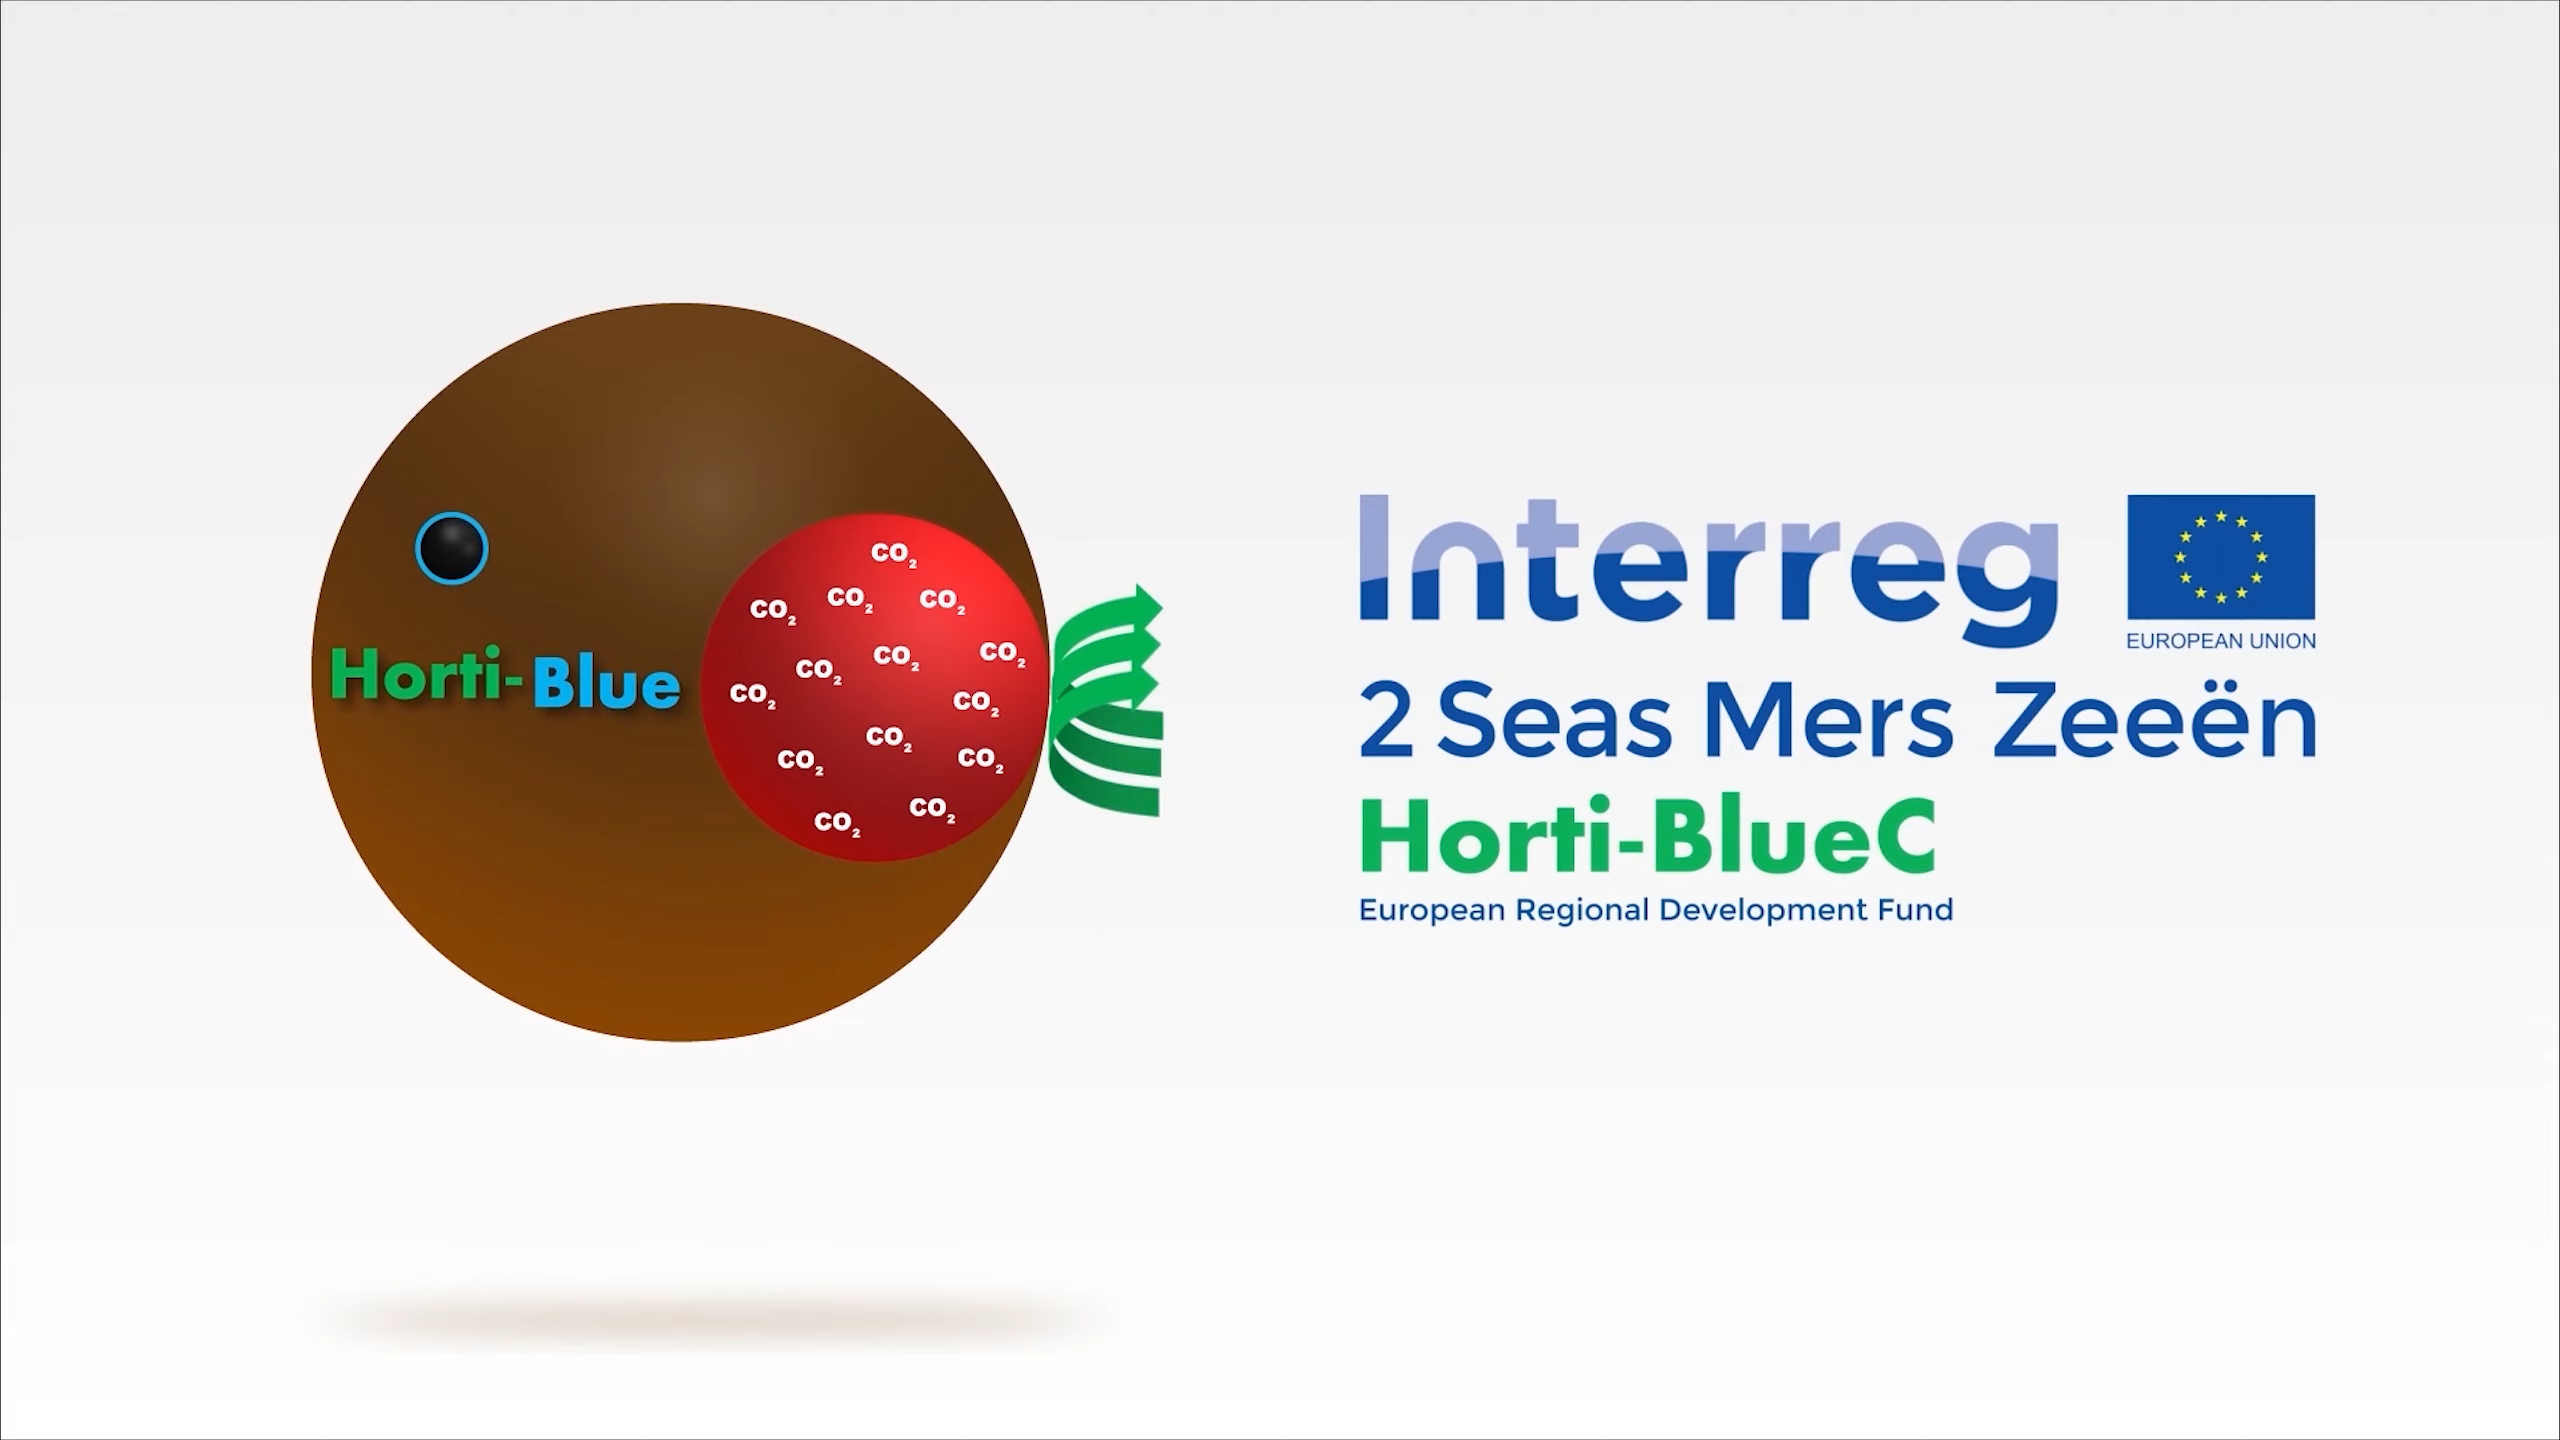 Horti-Blue
CO₂
CO₂
CO₂
CO₂
CO₂
CO₂
CO₂
CO₂
CO₂
CO₂
CO₂
CO₂
CO₂
CO₂
Interreg
EUROPEAN UNION
2 Seas Mers Zeeën
Horti-BlueC
European Regional Development Fund